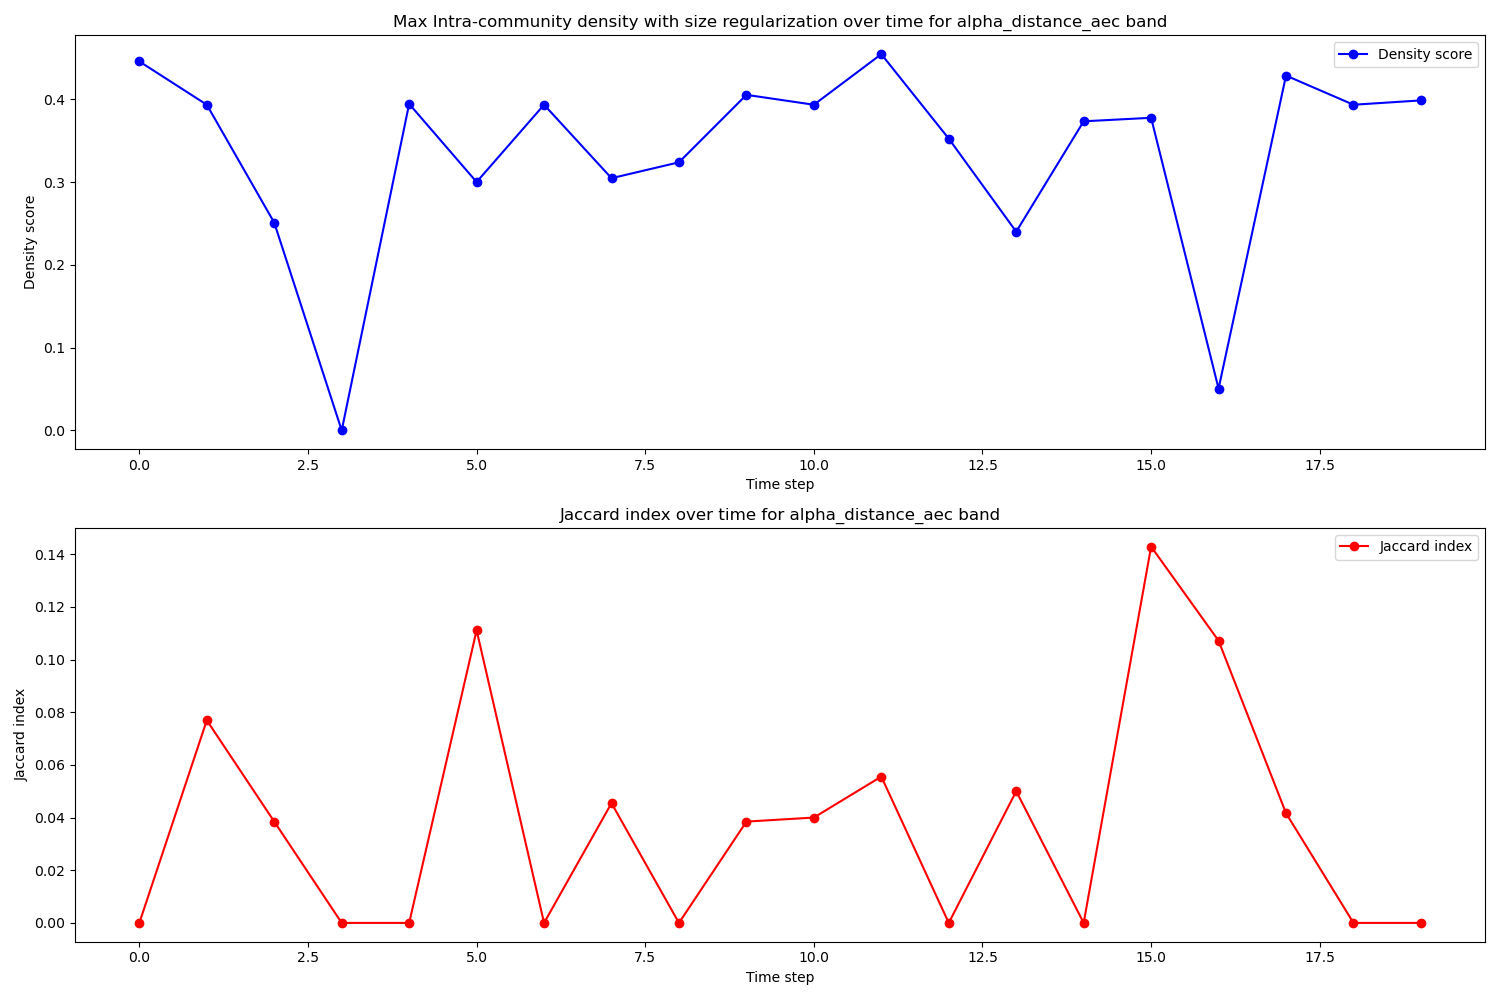 Max Intra-community density with size regularization over time for alpha_distance_aec band
Density score
0.4
0.3
0.2
0.1
0.0
Density score
0.0 2.5 5.0 7.5 10.0 12.5 15.0 17.5
Time step
Jaccard index over time for alpha_distance_aec band
Jaccard index
0.14
0.12
0.10
0.08
0.06
0.04
0.02
0.00
Jaccard index
0.0 2.5 5.0 7.5 10.0 12.5 15.0 17.5
Time step